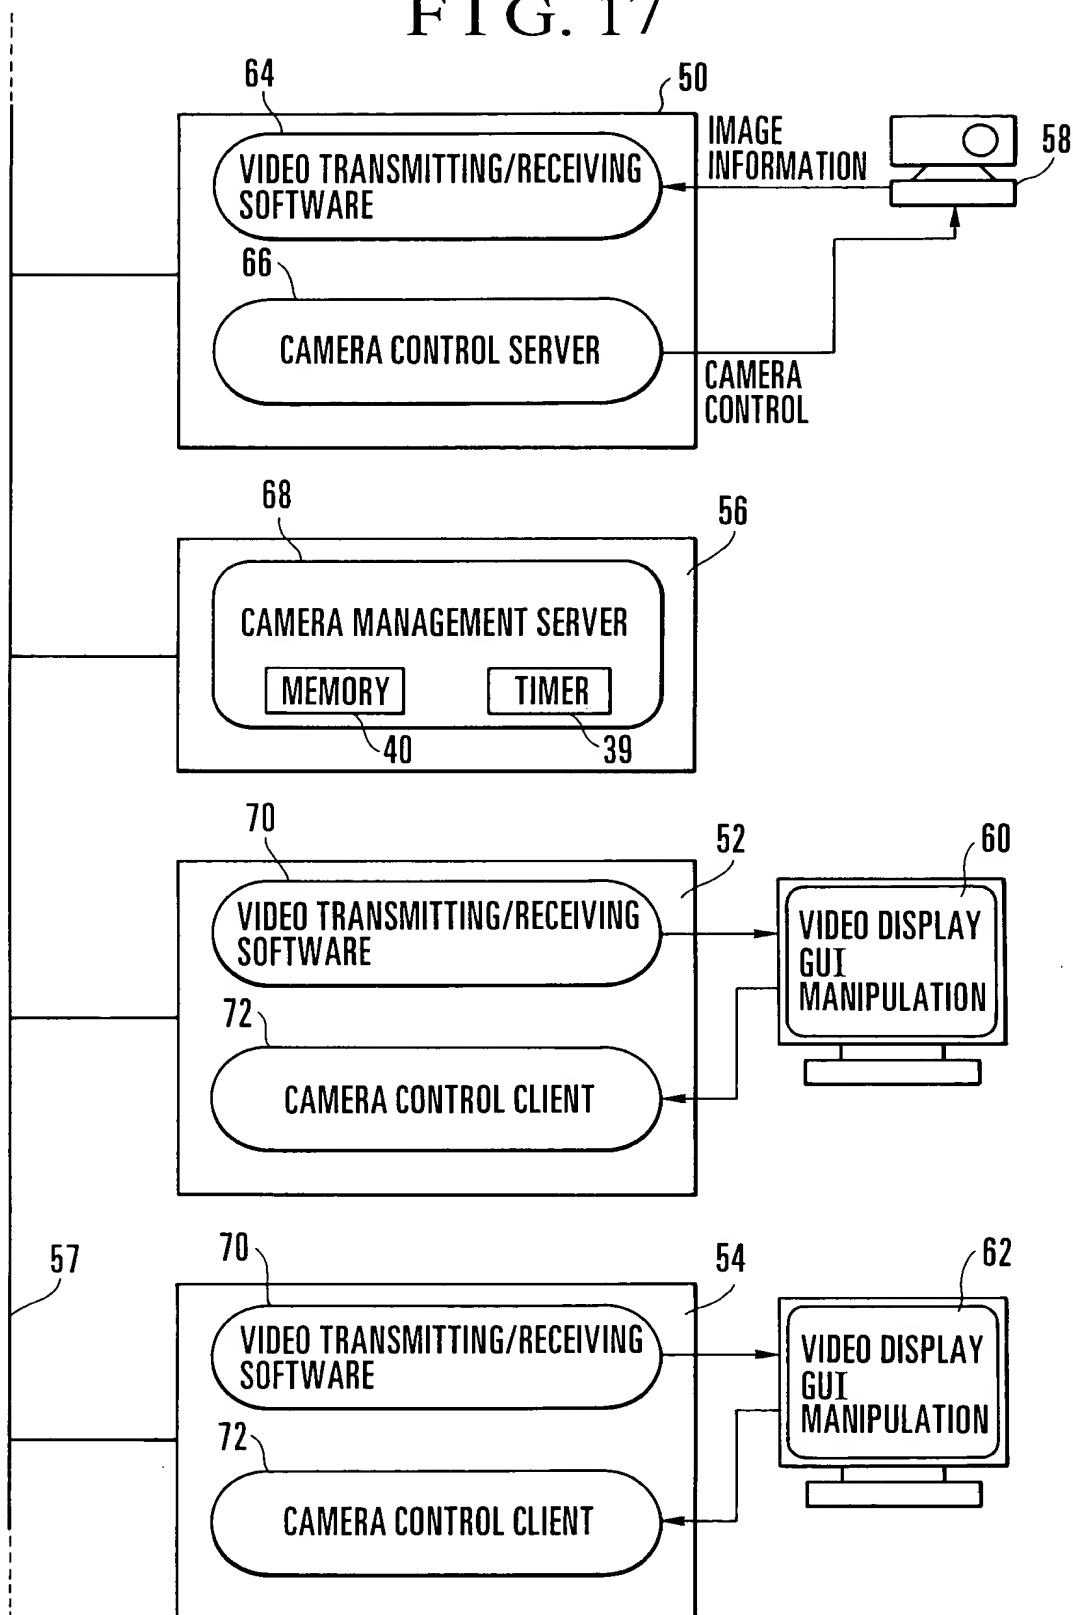 FIG. 17
64
50
VIDEO TRANSMITTING/RECEIVING
SOFTWARE
IMAGE
INFORMATION
58
66
CAMERA CONTROL SERVER
CAMERA
CONTROL
68
56
CAMERA MANAGEMENT SERVER
MEMORY
TIMER
40
39
70
52
60
VIDEO TRANSMITTING/RECEIVING
SOFTWARE
VIDEO DISPLAY
GUI
MANIPULATION
72
CAMERA CONTROL CLIENT
57
70
54
62
VIDEO TRANSMITTING/RECEIVING
SOFTWARE
VIDEO DISPLAY
GUI
MANIPULATION
72
CAMERA CONTROL CLIENT